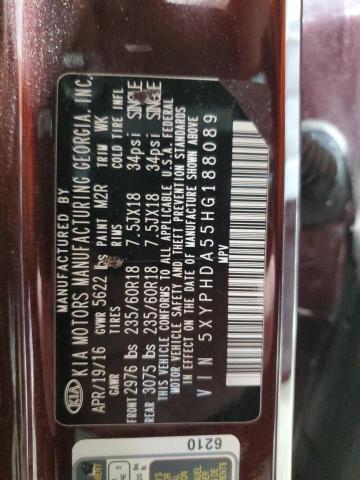 MANUFACTURED BY
KIA MOTORS MANUFACTURING GEORGIA, INC.
KIA
APR/19/16 GVWR 5622 lbs PAINT M2R TRIM WK
GAWR TIRES RIMS COLD TIRE INFL
FRONT 2976 lbs 235/60R18 7.5JX18 34psi SINGLE
REAR 3075 lbs 235/60R18 7.5JX18 34psi SINGLE
THIS VEHICLE CONFORMS TO ALL APPLICABLE U.S.A. FEDERAL
MOTOR VEHICLE SAFETY AND THEFT PREVENTION STANDARDS
IN EFFECT ON THE DATE OF MANUFACTURE SHOWN ABOVE
VIN 5XYPHDA55HG188089
MPV
6210